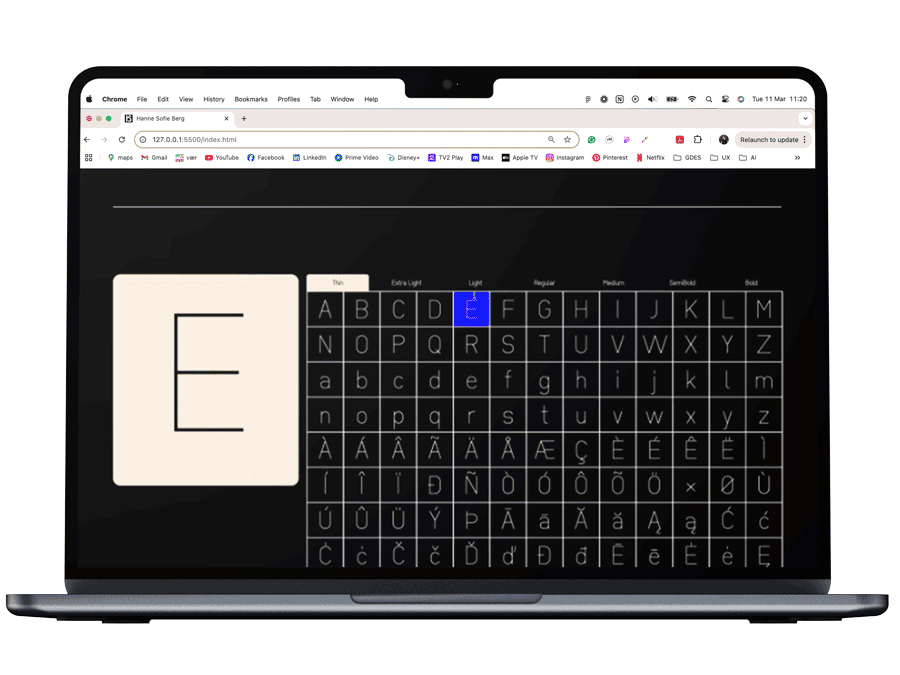 Chrome File Edit View History Bookmarks Profiles Tab Window Help Tue 11 Mar 11:20
Hanne Sofie Berg
127.0.0.1:5500/index.html Relaunch to update
maps Gmail vær YouTube Facebook LinkedIn Prime Video Disney+ TV2 Play Max Apple TV Instagram Pinterest Netflix GDES UX AI
Thin Extra Light Light Regular Medium SemiBold Bold
E
A B C D E F G H I J K L M
N O P Q R S T U V W X Y Z
a b c d e f g h i j k l m
n o p q r s t u v w x y z
À Á Â Ã Ä Å Æ Ç È É Ê Ë Ì
Í Î Ï Ð Ñ Ò Ó Ô Õ Ö × Ø Ù
Ú Û Ü Ý Þ Ā ā Ă ă Ą ą Ć ć
Ċ ċ Č č Ď ď Đ đ Ē ē Ė ė Ę